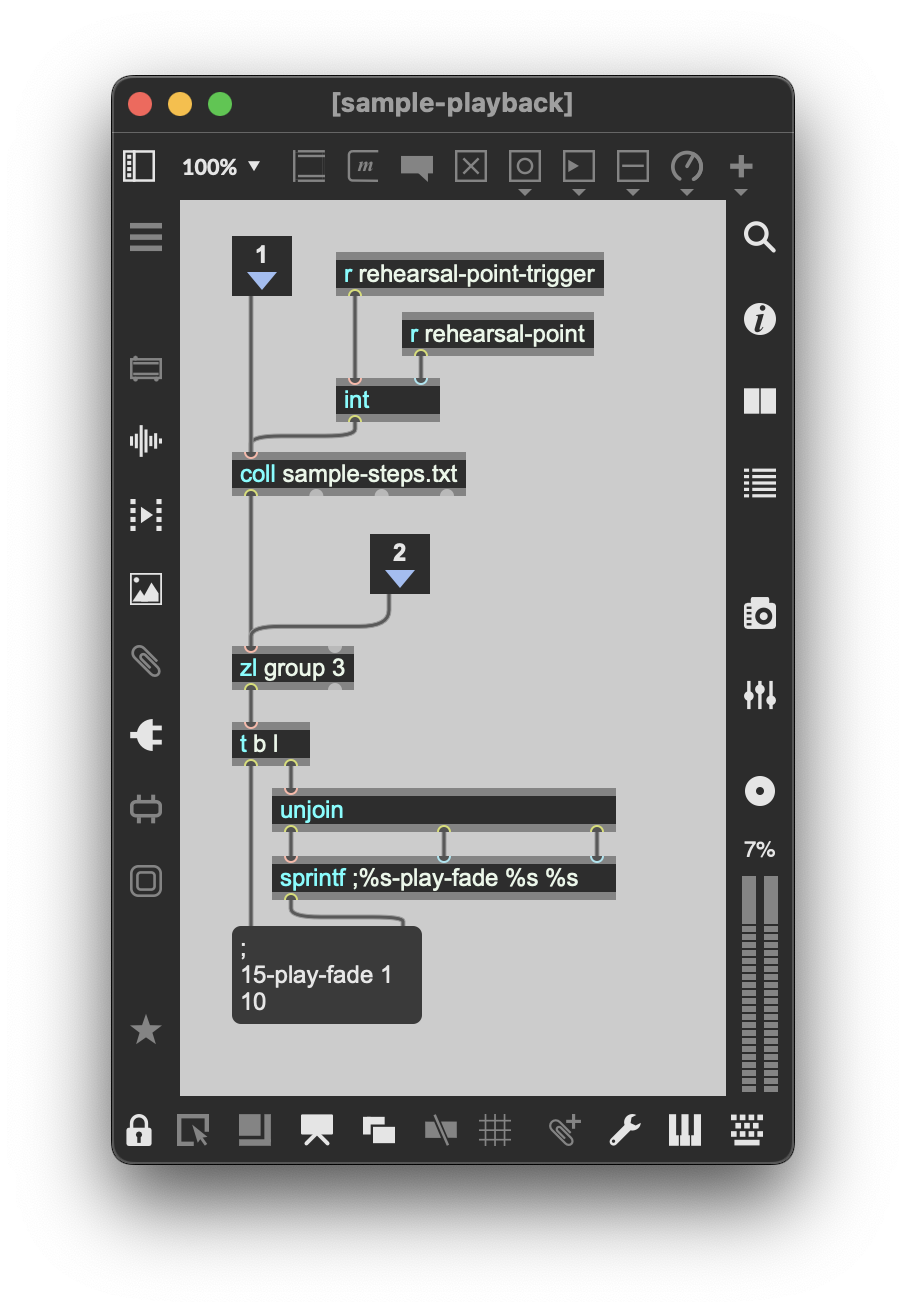 [sample-playback]
100%
m
1
r rehearsal-point-trigger
r rehearsal-point
int
coll sample-steps.txt
2
zl group 3
t b l
unjoin
sprintf ;%s-play-fade %s %s
;
15-play-fade 1
10
i
7%